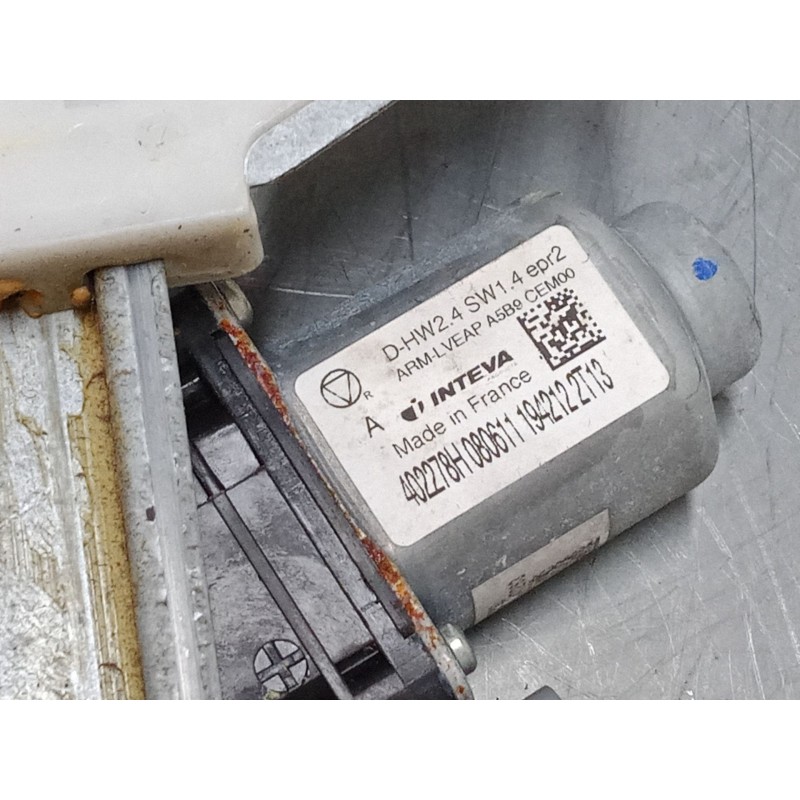 D-HW2.4 SW1.4 epr2
ARM-LVEAP A5B9 CEM00
R
A INTEVA
Made in France
402278H 080611 194212 2T13